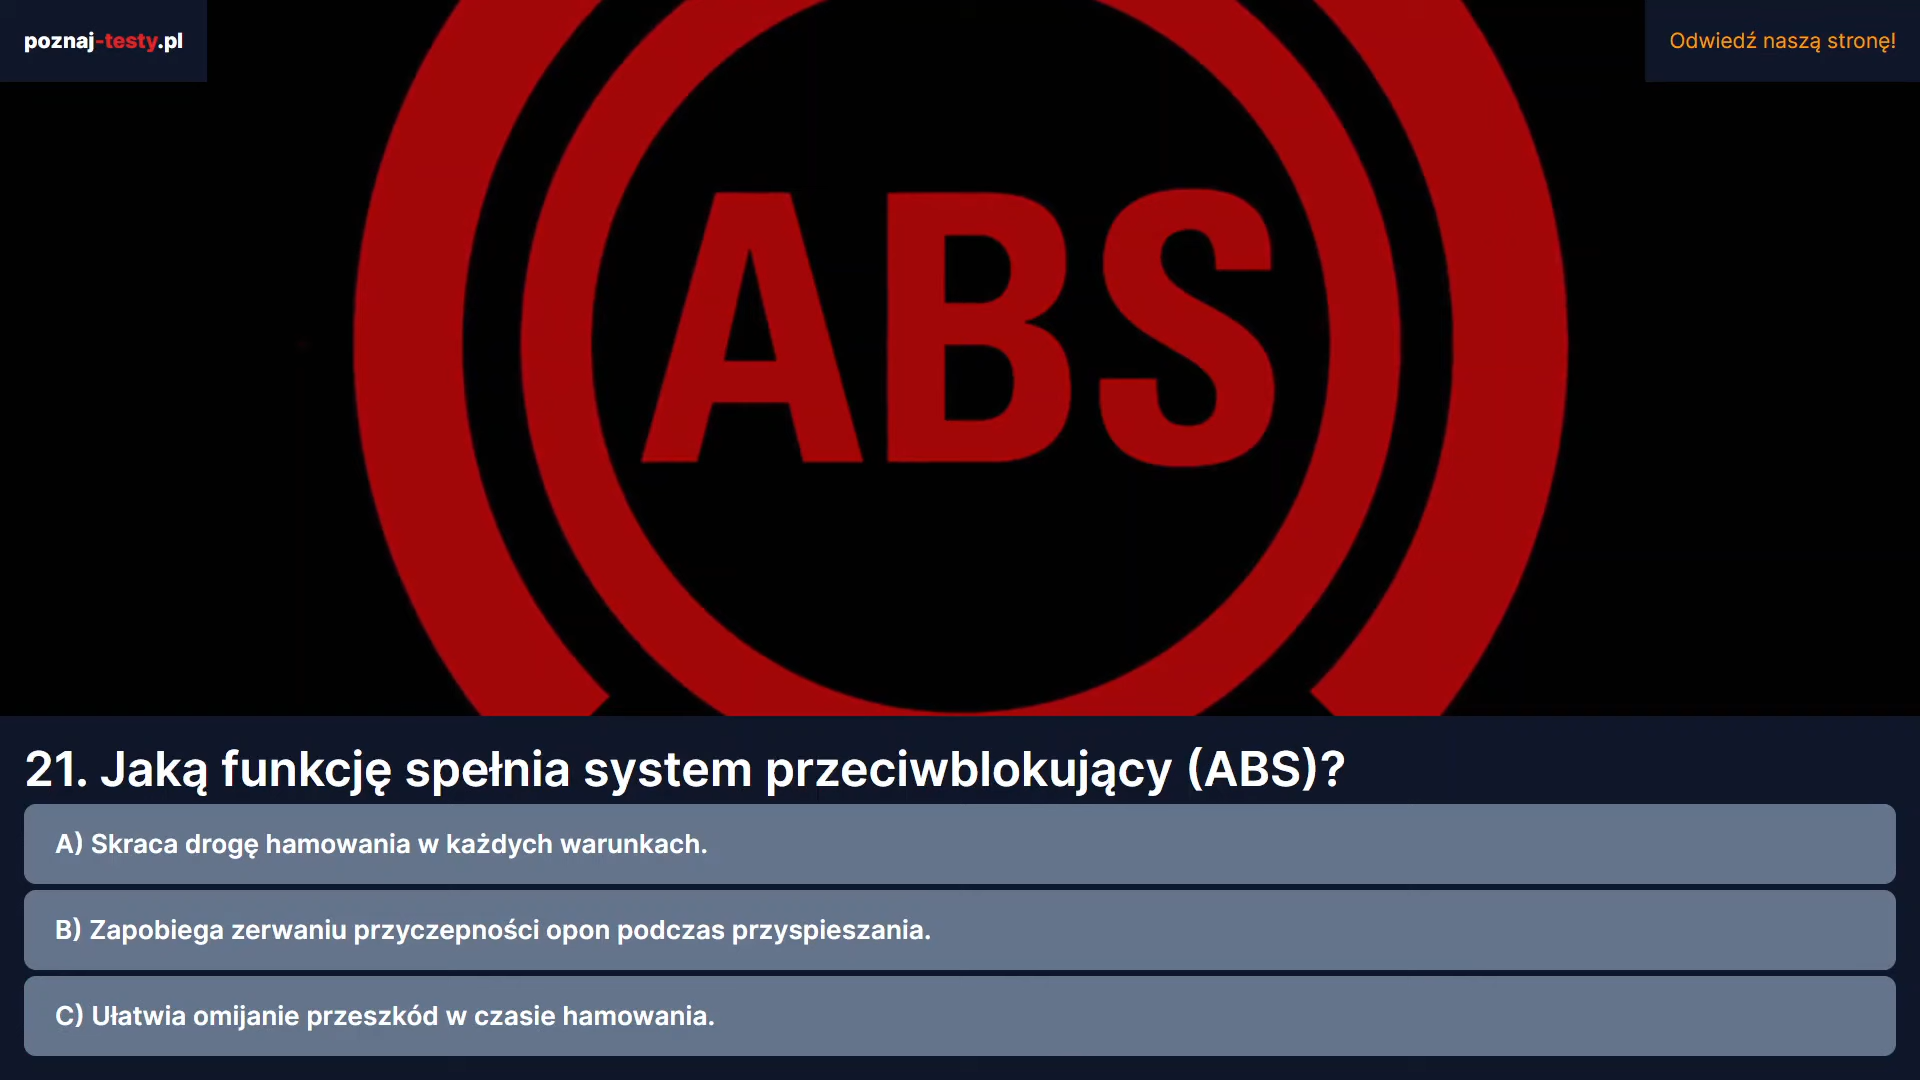 poznaj-testy.pl
Odwiedź naszą stronę!
ABS
21. Jaką funkcję spełnia system przeciwblokujący (ABS)?
A) Skraca drogę hamowania w każdych warunkach.
B) Zapobiega zerwaniu przyczepności opon podczas przyspieszania.
C) Ułatwia omijanie przeszkód w czasie hamowania.